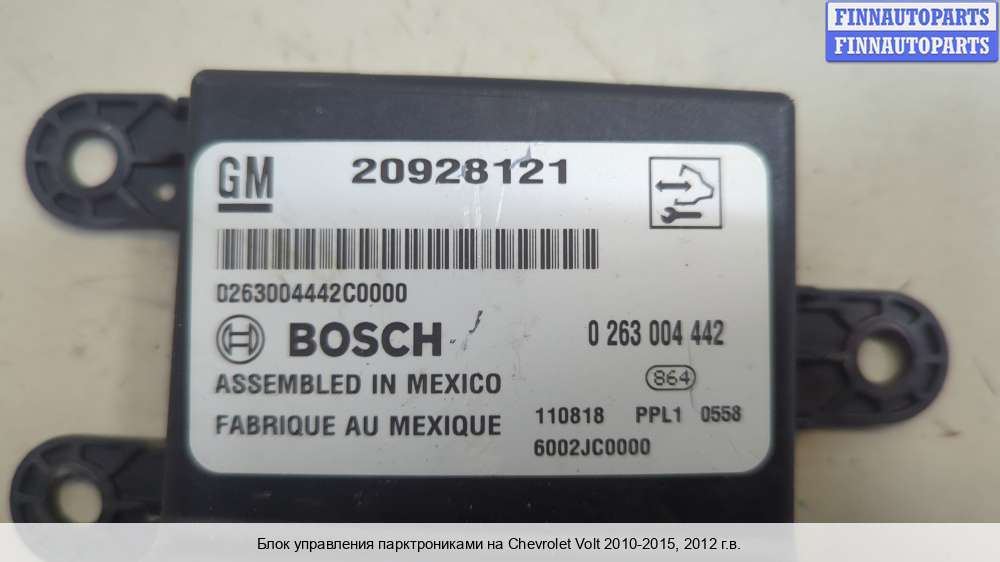 FINNAUTOPARTS
FINNAUTOPARTS
GM 20928121
0263004442C0000
BOSCH 0 263 004 442
ASSEMBLED IN MEXICO 864
FABRIQUE AU MEXIQUE 110818 PPL1 0558
6002JC0000
Блок управления парктрониками на Chevrolet Volt 2010-2015, 2012 г.в.